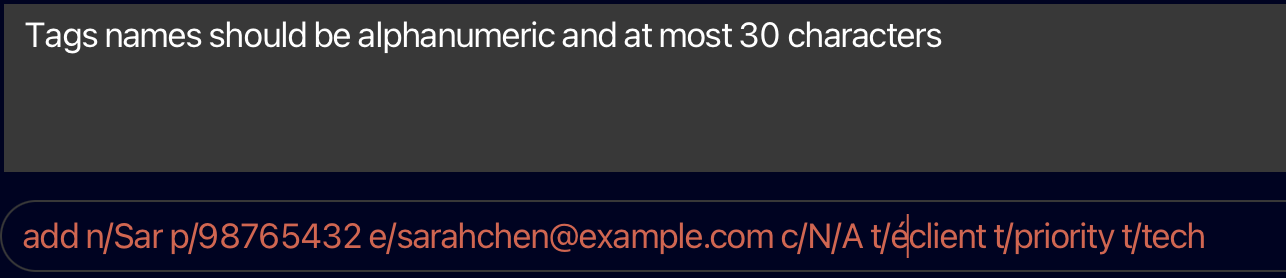 Tags names should be alphanumeric and at most 30 characters
add n/Sar p/98765432 e/sarahchen@example.com c/N/A t/éclient t/priority t/tech